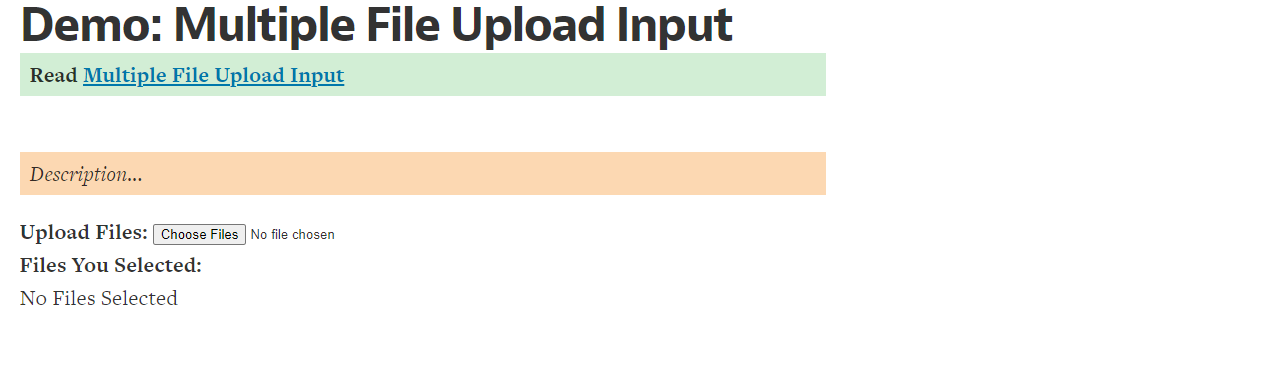 Demo: Multiple File Upload Input
Read Multiple File Upload Input
Description...
Upload Files: Choose Files No file chosen
Files You Selected:
No Files Selected